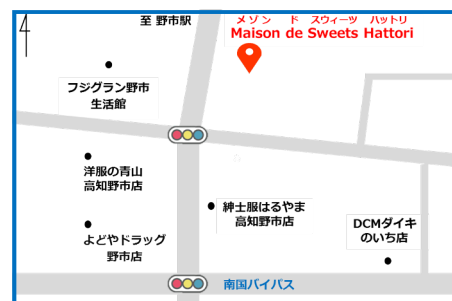 至 野市駅
メゾン ド スウィーツ ハットリ
Maison de Sweets Hattori
フジグラン野市
生活館
洋服の青山
高知野市店
紳士服はるやま
高知野市店
よどやドラッグ
野市店
DCMダイキ
のいち店
南国バイパス